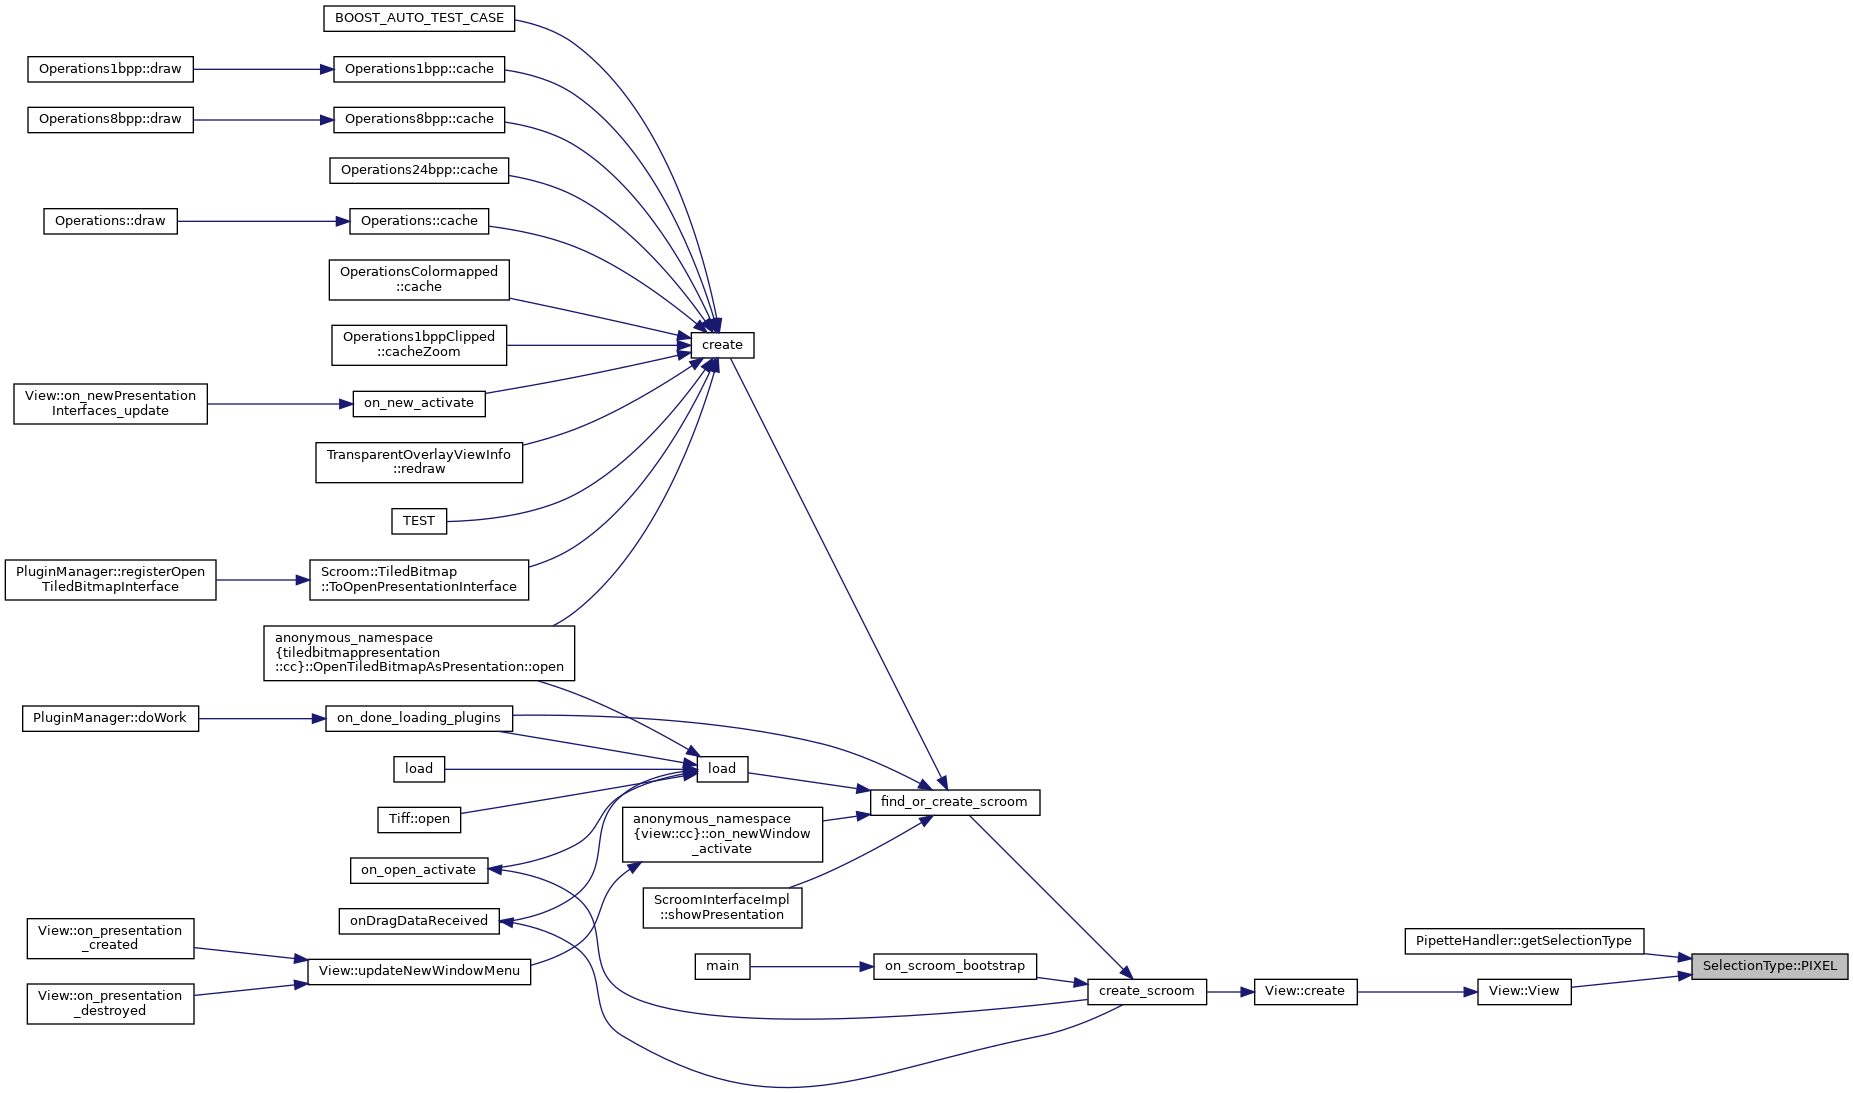 BOOST_AUTO_TEST_CASE
Operations1bpp::draw
Operations1bpp::cache
Operations8bpp::draw
Operations8bpp::cache
Operations24bpp::cache
Operations::draw
Operations::cache
OperationsColormapped
::cache
Operations1bppClipped
::cacheZoom
create
View::on_newPresentation
Interfaces_update
on_new_activate
TransparentOverlayViewInfo
::redraw
TEST
PluginManager::registerOpen
TiledBitmapInterface
Scroom::TiledBitmap
::ToOpenPresentationInterface
anonymous_namespace
{tiledbitmappresentation
::cc}::OpenTiledBitmapAsPresentation::open
PluginManager::doWork
on_done_loading_plugins
load
load
find_or_create_scroom
Tiff::open
anonymous_namespace
{view::cc}::on_newWindow
_activate
on_open_activate
ScroomInterfaceImpl
::showPresentation
onDragDataReceived
View::on_presentation
_created
View::updateNewWindowMenu
View::on_presentation
_destroyed
main
on_scroom_bootstrap
create_scroom
View::create
View::View
PipetteHandler::getSelectionType
SelectionType::PIXEL